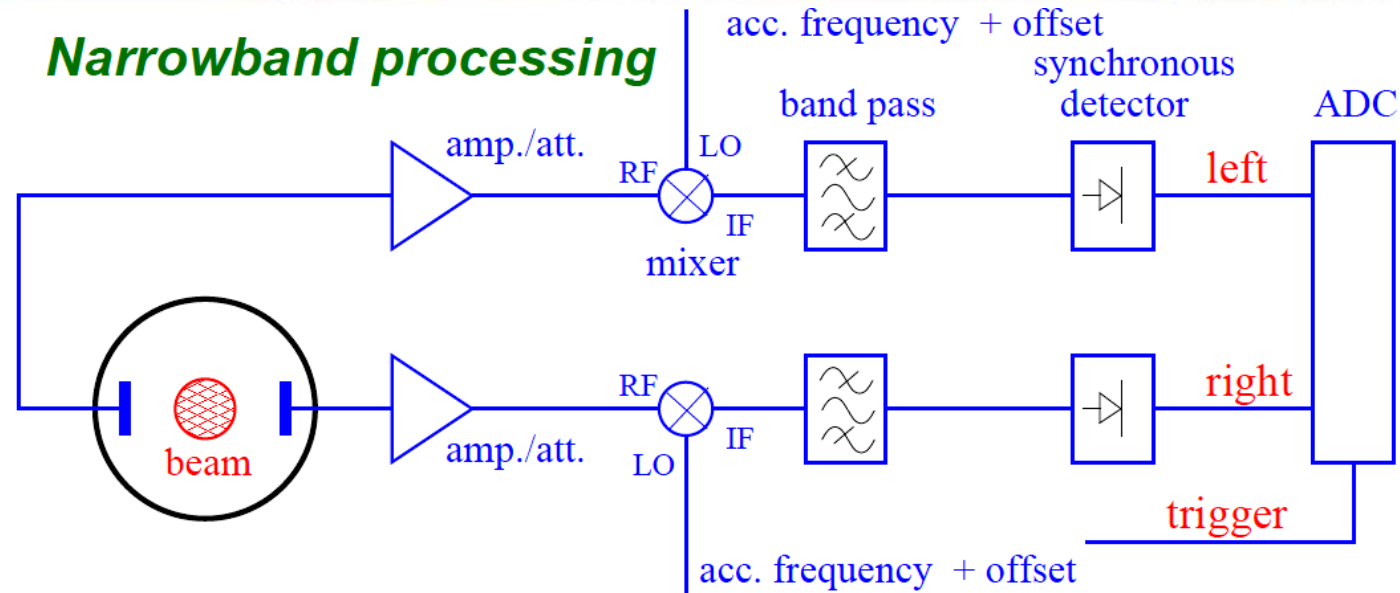 Narrowband processing
acc. frequency + offset
synchronous
detector
band pass
ADC
amp./att.
LO
RF
IF
mixer
left
beam
amp./att.
RF
IF
LO
right
trigger
acc. frequency + offset